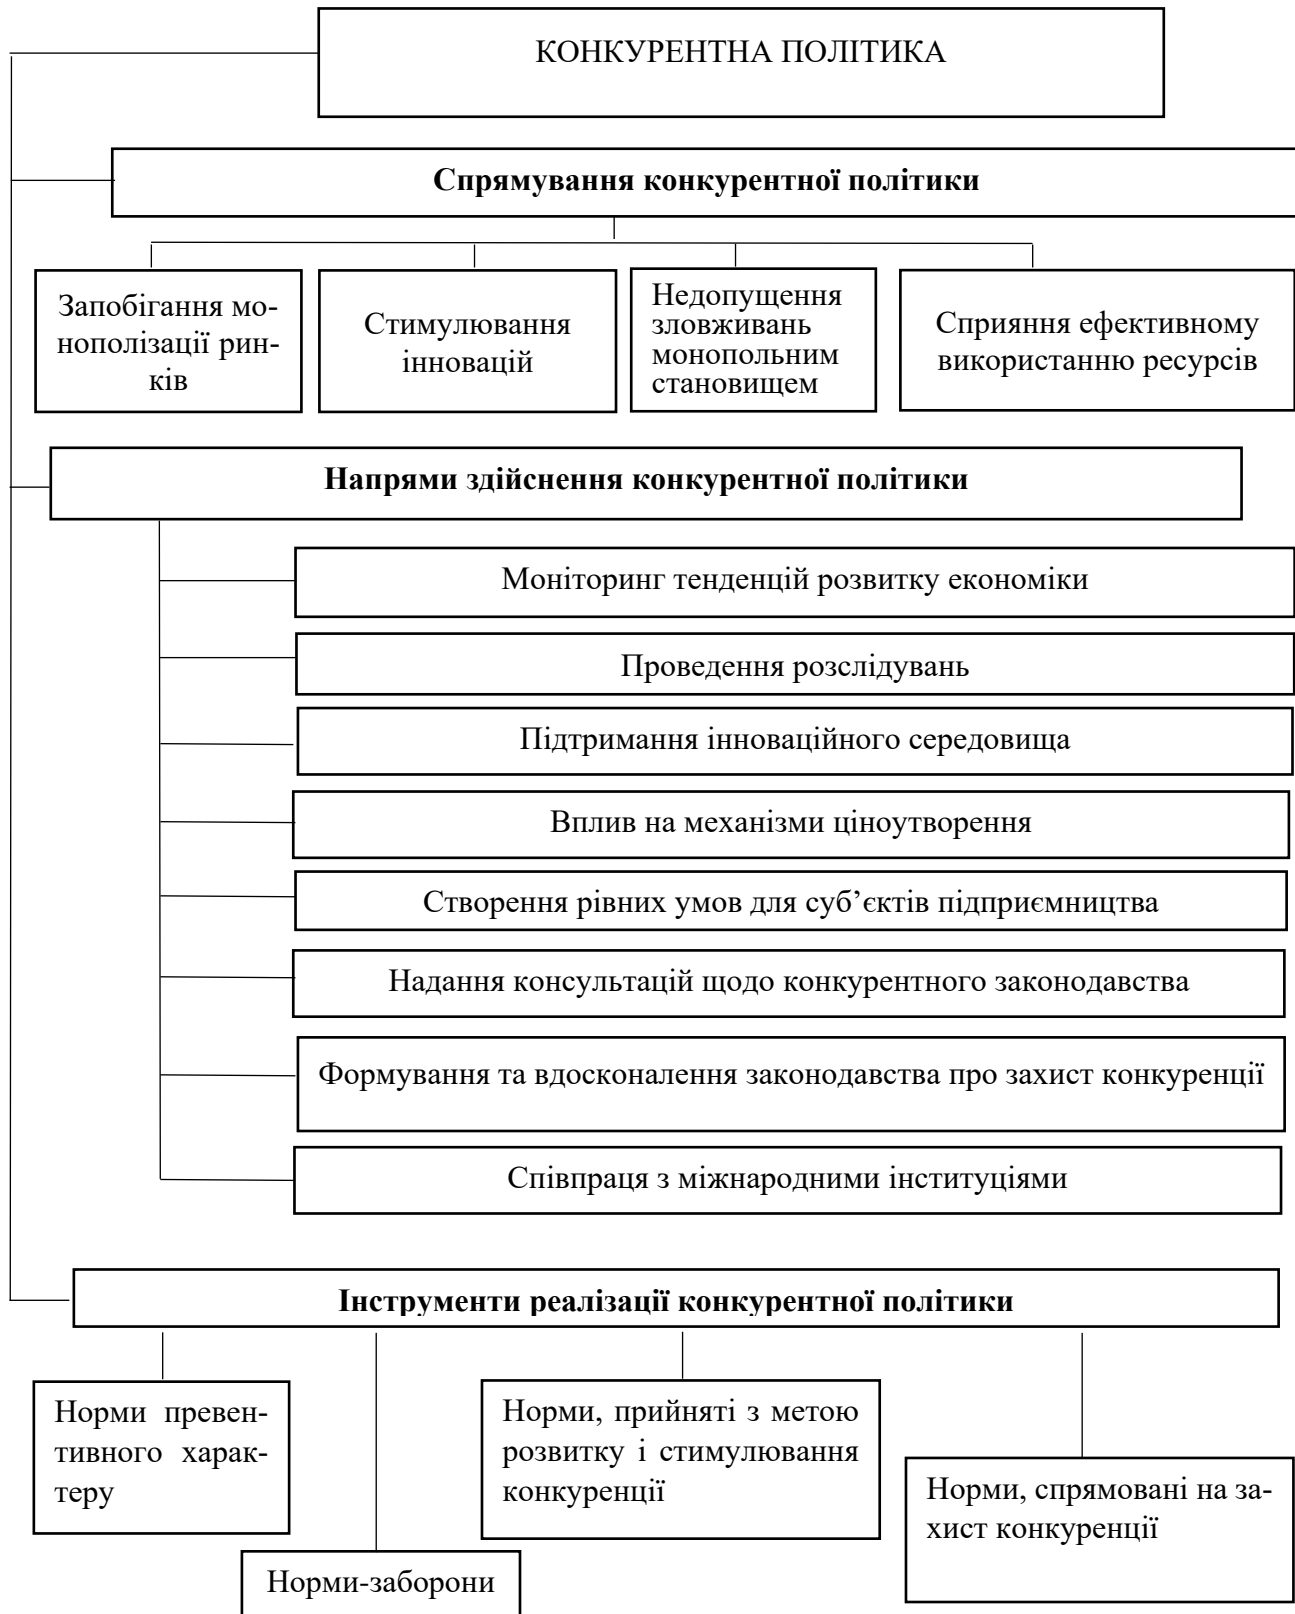 КОНКУРЕНТНА ПОЛІТИКА
Спрямування конкурентної політики
Запобігання мо-
нополізації рин-
ків
Стимулювання
інновацій
Недопущення
зловживань
монопольним
становищем
Сприяння ефективному
використанню ресурсів
Напрями здійснення конкурентної політики
Моніторинг тенденцій розвитку економіки
Проведення розслідувань
Підтримання інноваційного середовища
Вплив на механізми ціноутворення
Створення рівних умов для суб’єктів підприємництва
Надання консультацій щодо конкурентного законодавства
Формування та вдосконалення законодавства про захист конкуренції
Співпраця з міжнародними інституціями
Інструменти реалізації конкурентної політики
Норми превен-
тивного харак-
теру
Норми-заборони
Норми, прийняті з метою
розвитку і стимулювання
конкуренції
Норми, спрямовані на за-
хист конкуренції